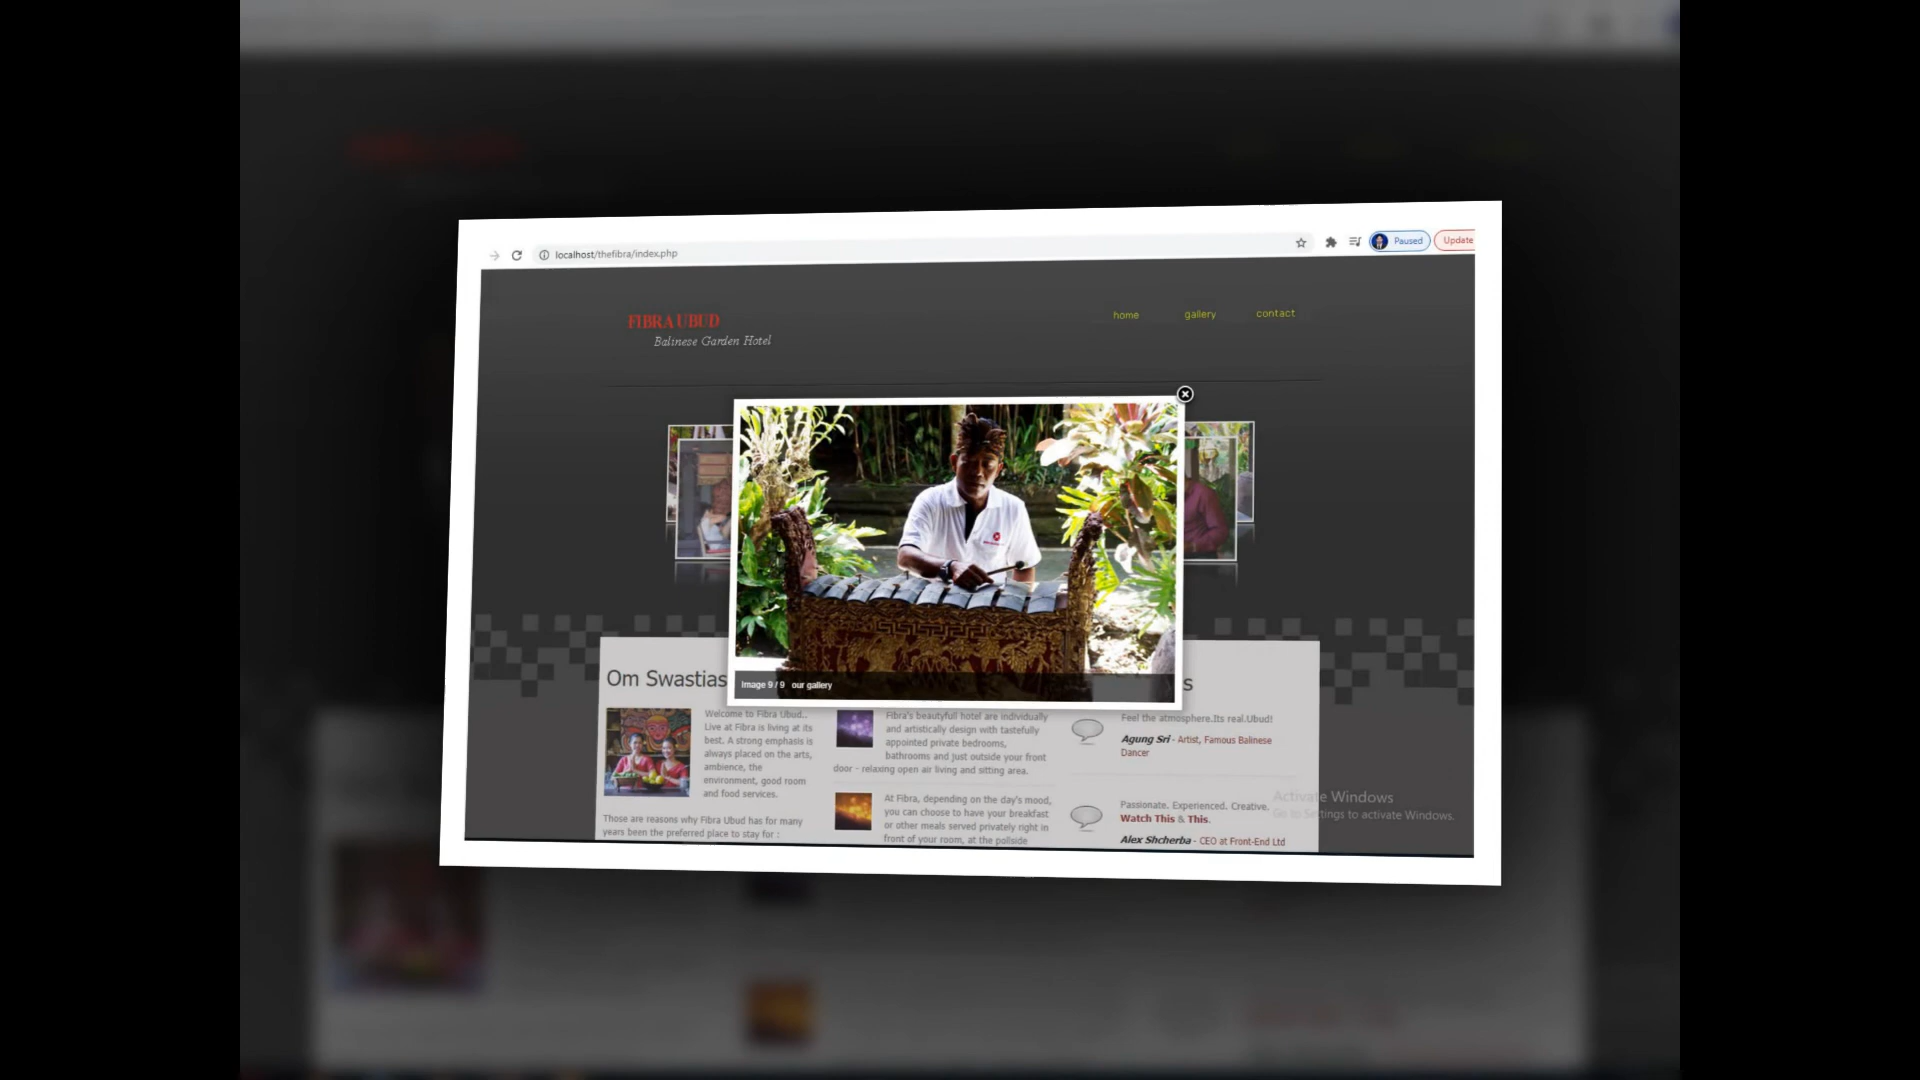 localhost/thefibra/index.php
Paused
Update
FIBRA UBUD
Balinese Garden Hotel
home
gallery
contact
Image 9 / 9 our gallery
Om Swastias
s
Welcome to Fibra Ubud..
Live at Fibra is living at its
best. A strong emphasis is
always placed on the arts,
ambience, the
environment, good room
and food services.
Those are reasons why Fibra Ubud has for many
years been the preferred place to stay for :
Fibra's beautyfull hotel are individually
and artistically design with tastefully
appointed private bedrooms,
bathrooms and just outside your front
door - relaxing open air living and sitting area.
At Fibra, depending on the day's mood,
you can choose to have your breakfast
or other meals served privately right in
front of your room, at the pollside
Feel the atmosphere.Its real.Ubud!
Agung Sri - Artist, Famous Balinese
Dancer
Passionate. Experienced. Creative.
Watch This & This.
Alex Shcherba - CEO at Front-End Ltd
Activate Windows
Go to Settings to activate Windows.